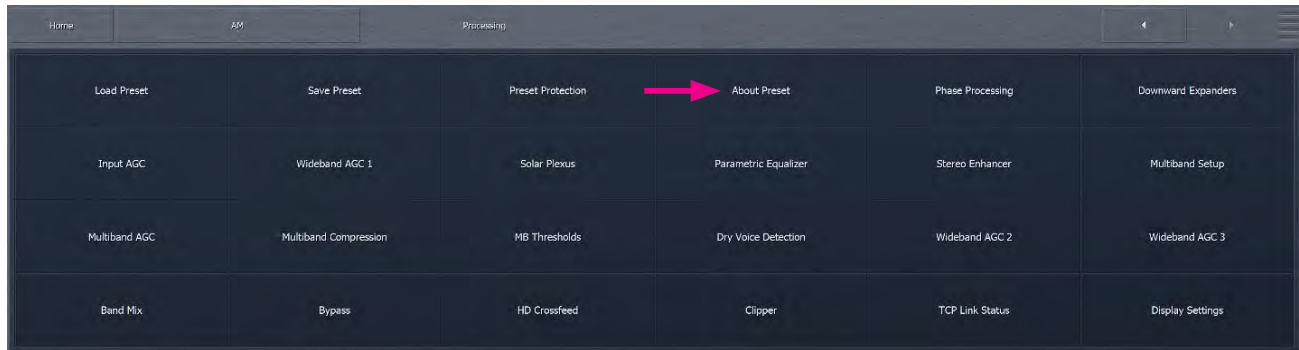 Home AM Processing
Load Preset Save Preset Preset Protection About Preset Phase Processing Downward Expanders
Input AGC Wideband AGC 1 Solar Plexus Parametric Equalizer Stereo Enhancer Multiband Setup
Multiband AGC Multiband Compression MB Thresholds Dry Voice Detection Wideband AGC 2 Wideband AGC 3
Band Mix Bypass HD Crossfeed Clipper TCP Link Status Display Settings